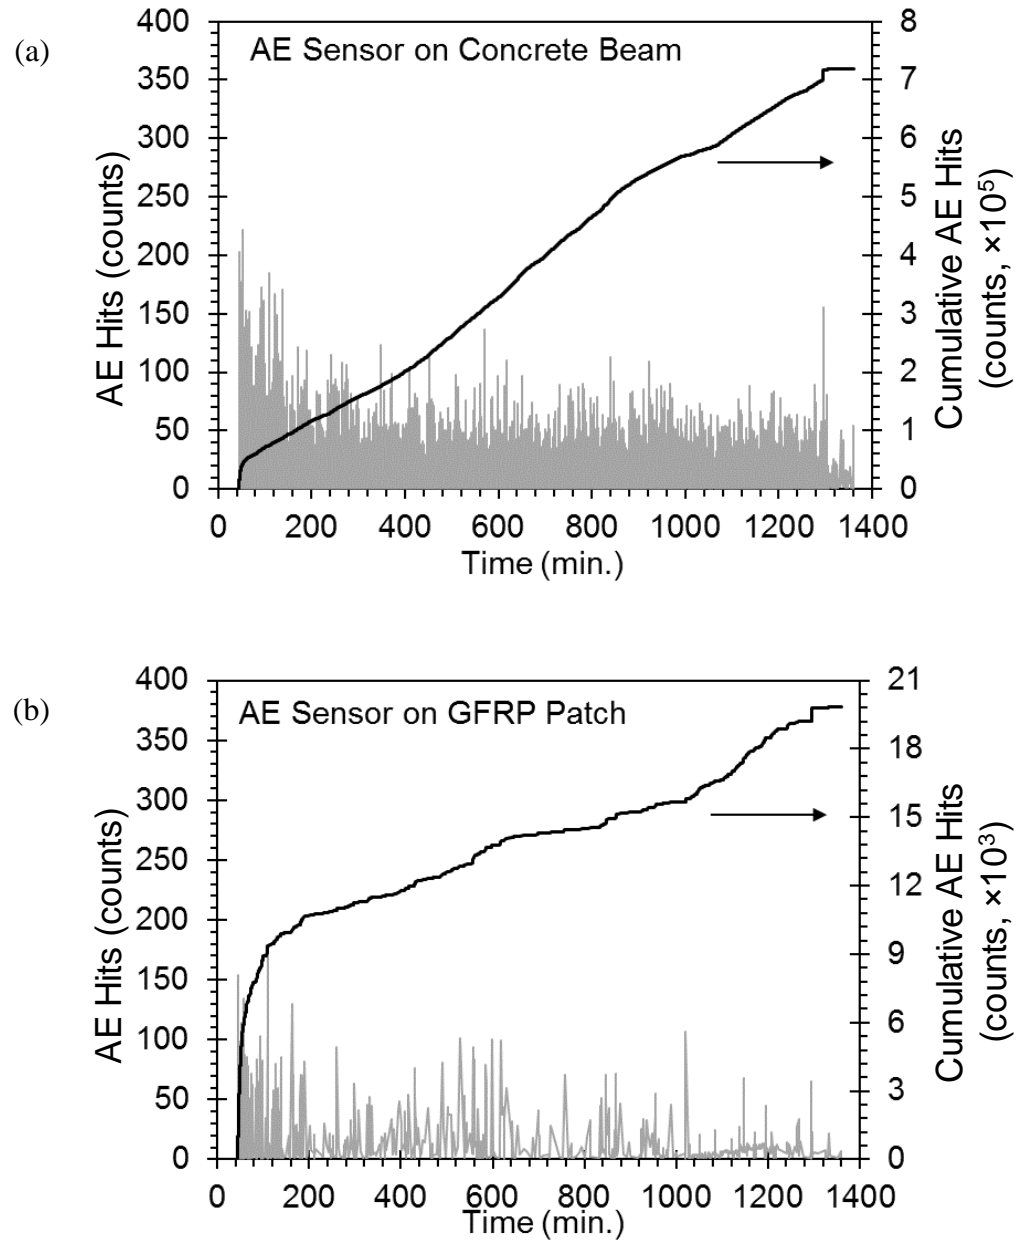 (a)
AE Sensor on Concrete Beam
400
350
300
250
200
150
100
50
0
AE Hits (counts)
8
7
6
5
4
3
2
1
0
Cumulative AE Hits
(counts, ×10⁵)
0 200 400 600 800 1000 1200 1400
Time (min.)
(b)
AE Sensor on GFRP Patch
400
350
300
250
200
150
100
50
0
AE Hits (counts)
21
18
15
12
9
6
3
0
Cumulative AE Hits
(counts, ×10³)
0 200 400 600 800 1000 1200 1400
Time (min.)